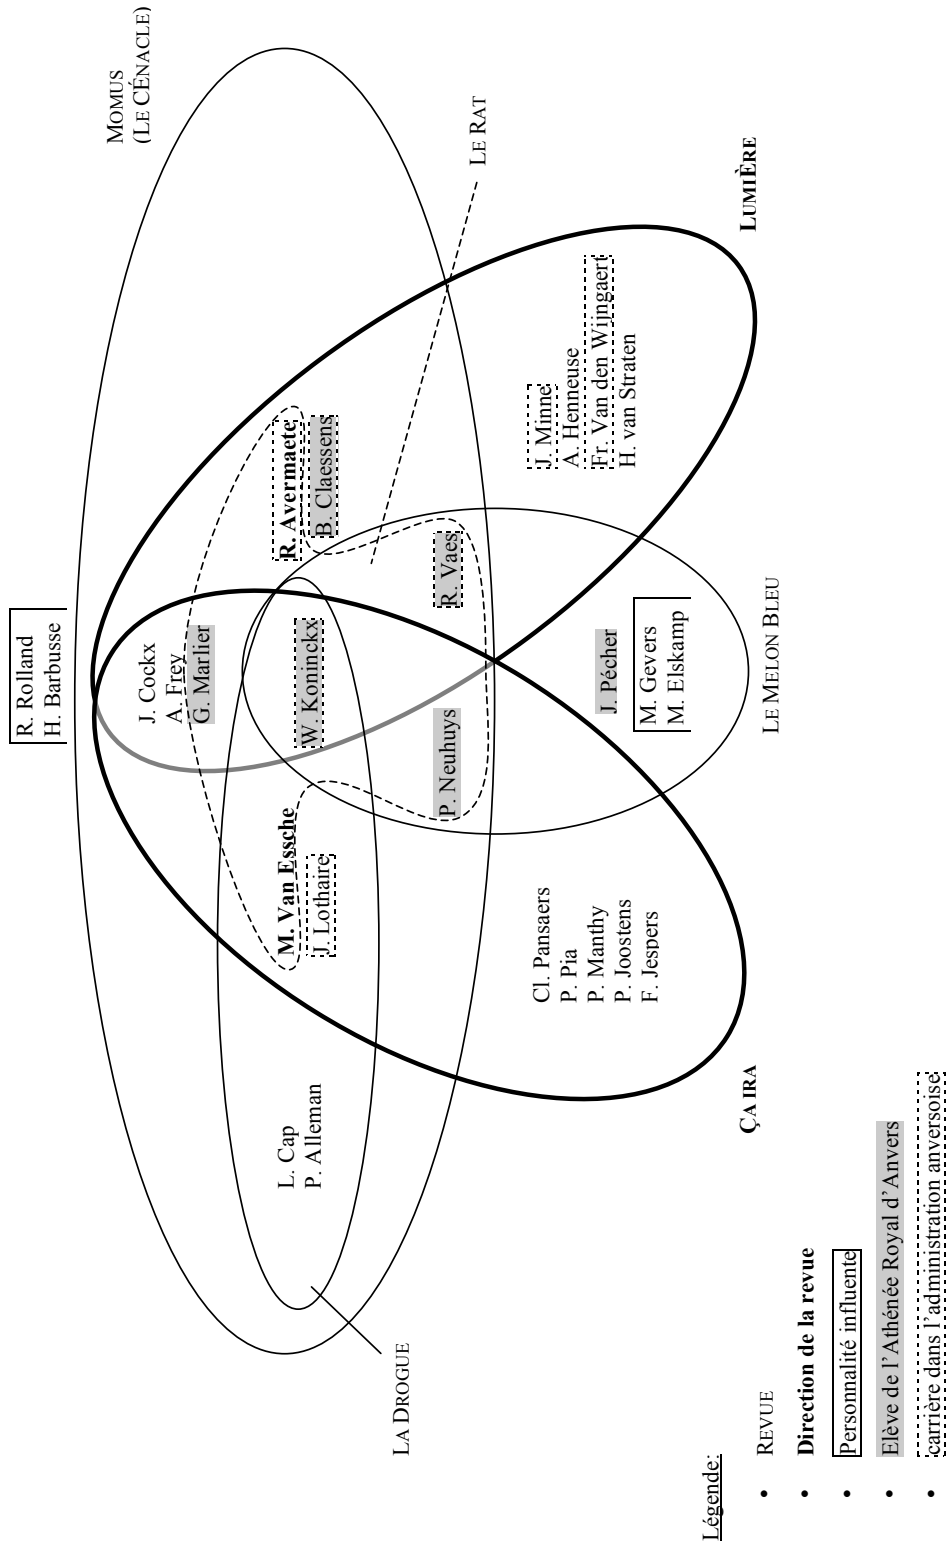 MOMUS
(LE CÉNACLE)
R. Rolland
H. Barbusse
LE RAT
LUMIÈRE
J. Cockx
A. Frey
G. Marlier
R. Avermaete
B. Claessens
W. Koninckx
R. Vaes
P. Neuhuys
M. Van Essche
J. Lothaire
J. Minne
A. Henneuse
Fr. Van den Wijngaert
H. van Straten
J. Pécher
M. Gevers
M. Elskamp
LE MELON BLEU
Cl. Pansaers
P. Pia
P. Manthy
P. Joostens
F. Jespers
L. Cap
P. Alleman
ÇA IRA
LA DROGUE
Légende:
• REVUE
• Direction de la revue
• Personnalité influente
• Elève de l'Athénée Royal d'Anvers
• carrière dans l'administration anversoise